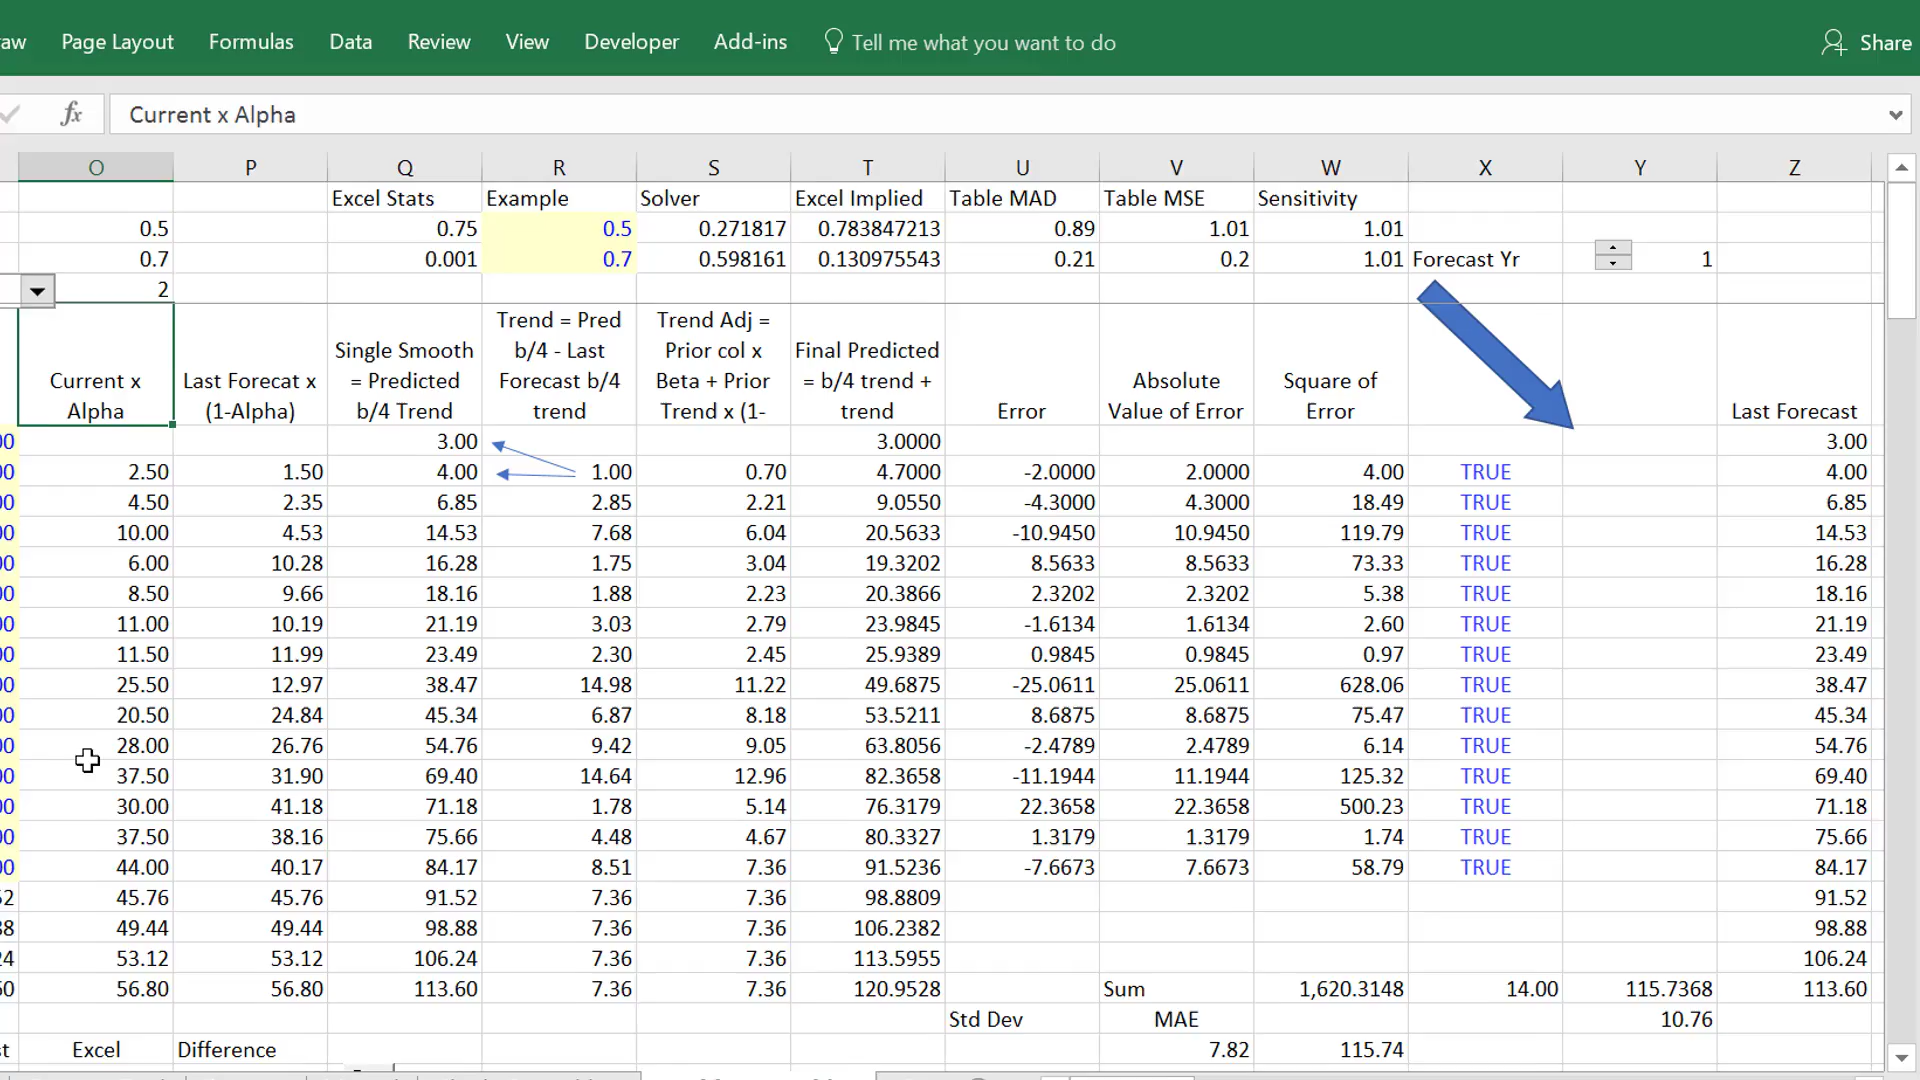 aw Page Layout Formulas Data Review View Developer Add-ins Tell me what you want to do Share
fx Current x Alpha
O P Q R S T U V W X Y Z
Excel Stats Example Solver Excel Implied Table MAD Table MSE Sensitivity
0.5 0.75 0.5 0.271817 0.783847213 0.89 1.01 1.01
0.7 0.001 0.7 0.598161 0.130975543 0.21 0.2 1.01 Forecast Yr 1
2
Trend = Pred Trend Adj =
Single Smooth b/4 - Last Prior col x Final Predicted
Current x Last Forecat x = Predicted Forecast b/4 Beta + Prior = b/4 trend + Absolute Square of
Alpha (1-Alpha) b/4 Trend trend Trend x (1- trend Error Value of Error Error Last Forecast
00 3.00 3.0000 3.00
00 2.50 1.50 4.00 1.00 0.70 4.7000 -2.0000 2.0000 4.00 TRUE 4.00
00 4.50 2.35 6.85 2.85 2.21 9.0550 -4.3000 4.3000 18.49 TRUE 6.85
00 10.00 4.53 14.53 7.68 6.04 20.5633 -10.9450 10.9450 119.79 TRUE 14.53
00 6.00 10.28 16.28 1.75 3.04 19.3202 8.5633 8.5633 73.33 TRUE 16.28
00 8.50 9.66 18.16 1.88 2.23 20.3866 2.3202 2.3202 5.38 TRUE 18.16
00 11.00 10.19 21.19 3.03 2.79 23.9845 -1.6134 1.6134 2.60 TRUE 21.19
00 11.50 11.99 23.49 2.30 2.45 25.9389 0.9845 0.9845 0.97 TRUE 23.49
00 25.50 12.97 38.47 14.98 11.22 49.6875 -25.0611 25.0611 628.06 TRUE 38.47
00 20.50 24.84 45.34 6.87 8.18 53.5211 8.6875 8.6875 75.47 TRUE 45.34
00 28.00 26.76 54.76 9.42 9.05 63.8056 -2.4789 2.4789 6.14 TRUE 54.76
00 37.50 31.90 69.40 14.64 12.96 82.3658 -11.1944 11.1944 125.32 TRUE 69.40
00 30.00 41.18 71.18 1.78 5.14 76.3179 22.3658 22.3658 500.23 TRUE 71.18
00 37.50 38.16 75.66 4.48 4.67 80.3327 1.3179 1.3179 1.74 TRUE 75.66
00 44.00 40.17 84.17 8.51 7.36 91.5236 -7.6673 7.6673 58.79 TRUE 84.17
52 45.76 45.76 91.52 7.36 7.36 98.8809 91.52
38 49.44 49.44 98.88 7.36 7.36 106.2382 98.88
24 53.12 53.12 106.24 7.36 7.36 113.5955 106.24
60 56.80 56.80 113.60 7.36 7.36 120.9528 Sum 1,620.3148 14.00 115.7368 113.60
Std Dev MAE 10.76
st Excel Difference 7.82 115.74